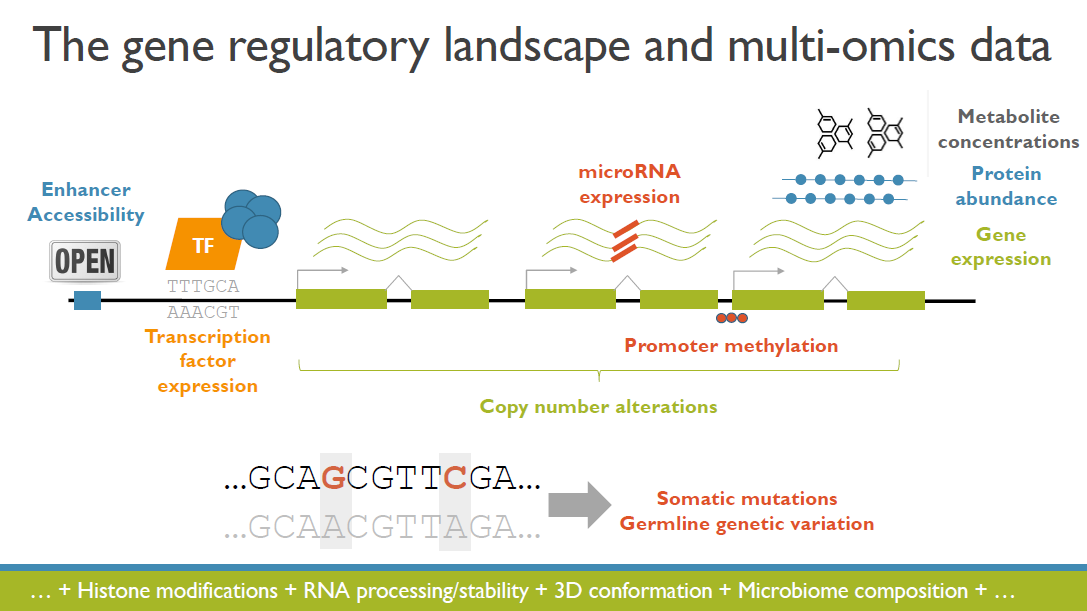 The gene regulatory landscape and multi-omics data
Metabolite
concentrations
Protein
abundance
Gene
expression
microRNA
expression
Enhancer
Accessibility
OPEN
TF
TTTGCA
AAACGT
Transcription
factor
expression
Promoter methylation
Copy number alterations
...GCAGCGTTCGA...
...GCAACGTTAGA...
Somatic mutations
Germline genetic variation
... + Histone modifications + RNA processing/stability + 3D conformation + Microbiome composition + ...